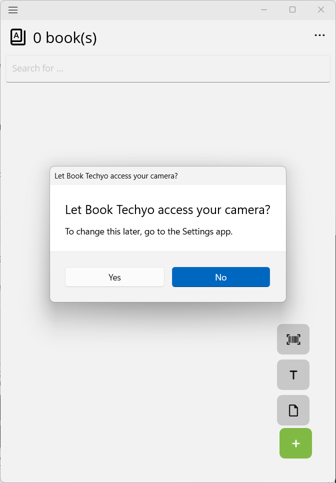 0 book(s)
Search for ...
Let Book Techyo access your camera?
Let Book Techyo access your camera?
To change this later, go to the Settings app.
Yes
No
T